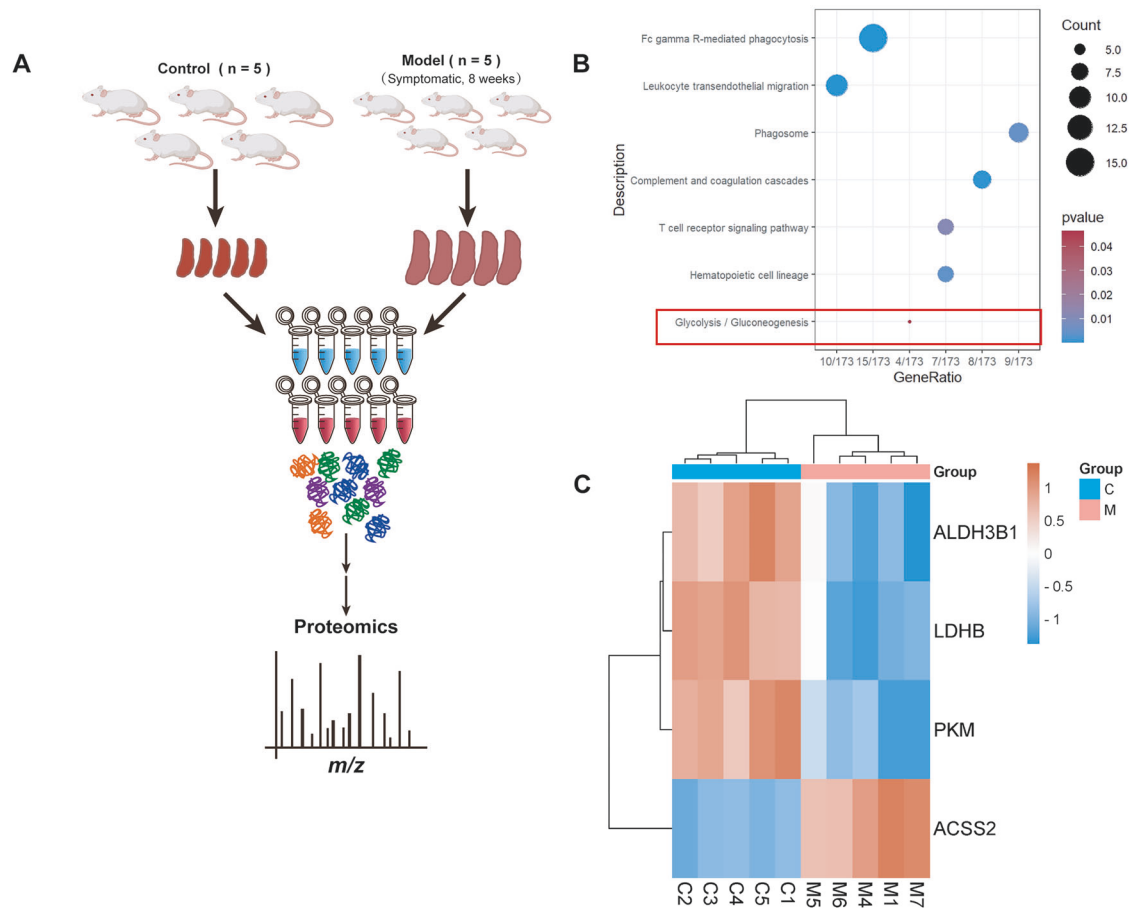 A
Control ( n = 5 )
Model ( n = 5 )
(Symptomatic, 8 weeks)
Proteomics
m/z
B
Description
Fc gamma R-mediated phagocytosis
Leukocyte transendothelial migration
Phagosome
Complement and coagulation cascades
T cell receptor signaling pathway
Hematopoietic cell lineage
Glycolysis / Gluconeogenesis
10/173 15/173 4/173 7/173 8/173 9/173
GeneRatio
Count
5.0
7.5
10.0
12.5
15.0
pvalue
0.04
0.03
0.02
0.01
C
Group
ALDH3B1
LDHB
PKM
ACSS2
C2 C3 C4 C5 C1 M5 M6 M4 M1 M7
1
0.5
0
- 0.5
- 1
Group
C
M